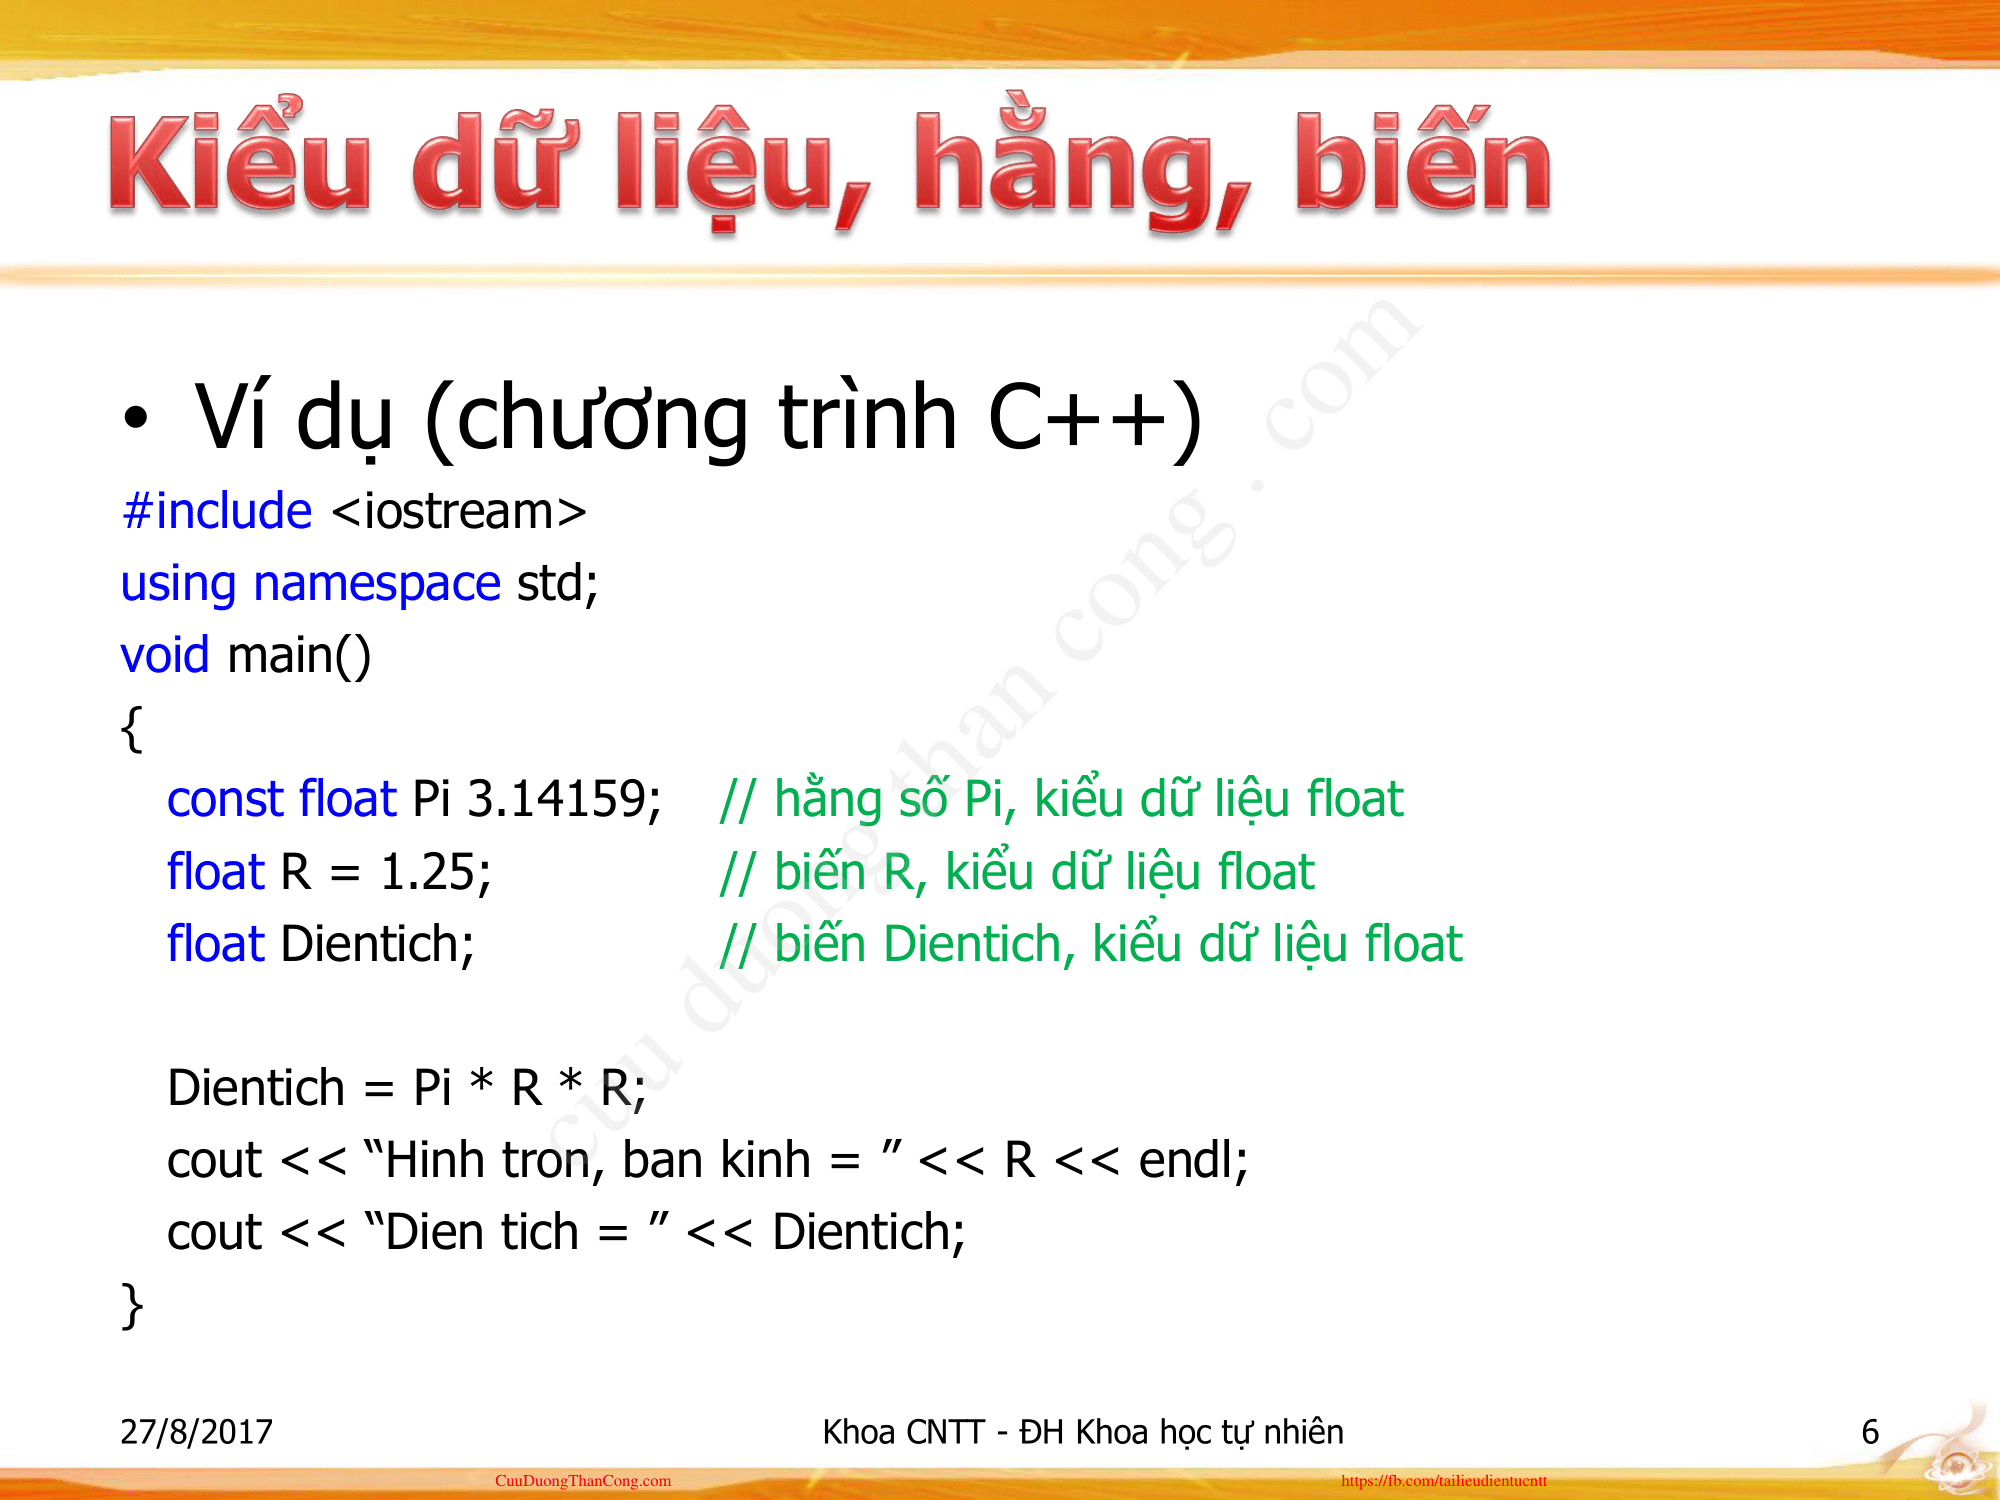 Kiểu dữ liệu, hằng, biến
• Ví dụ (chương trình C++)
#include <iostream>
using namespace std;
void main()
{
const float Pi 3.14159; // hằng số Pi, kiểu dữ liệu float
float R = 1.25; // biến R, kiểu dữ liệu float
float Dientich; // biến Dientich, kiểu dữ liệu float
Dientich = Pi * R * R;
cout << “Hinh tron, ban kinh = ” << R << endl;
cout << “Dien tich = ” << Dientich;
}
cuu duong than cong . com
27/8/2017 Khoa CNTT - ĐH Khoa học tự nhiên 6
CuuDuongThanCong.com https://fb.com/tailieudientucntt